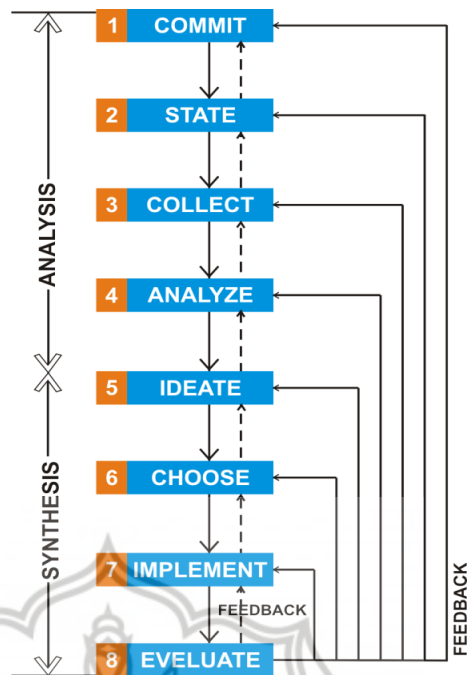 1 COMMIT
2 STATE
3 COLLECT
4 ANALYZE
5 IDEATE
6 CHOOSE
7 IMPLEMENT
FEEDBACK
8 EVELUATE
ANALYSIS
SYNTHESIS
FEEDBACK